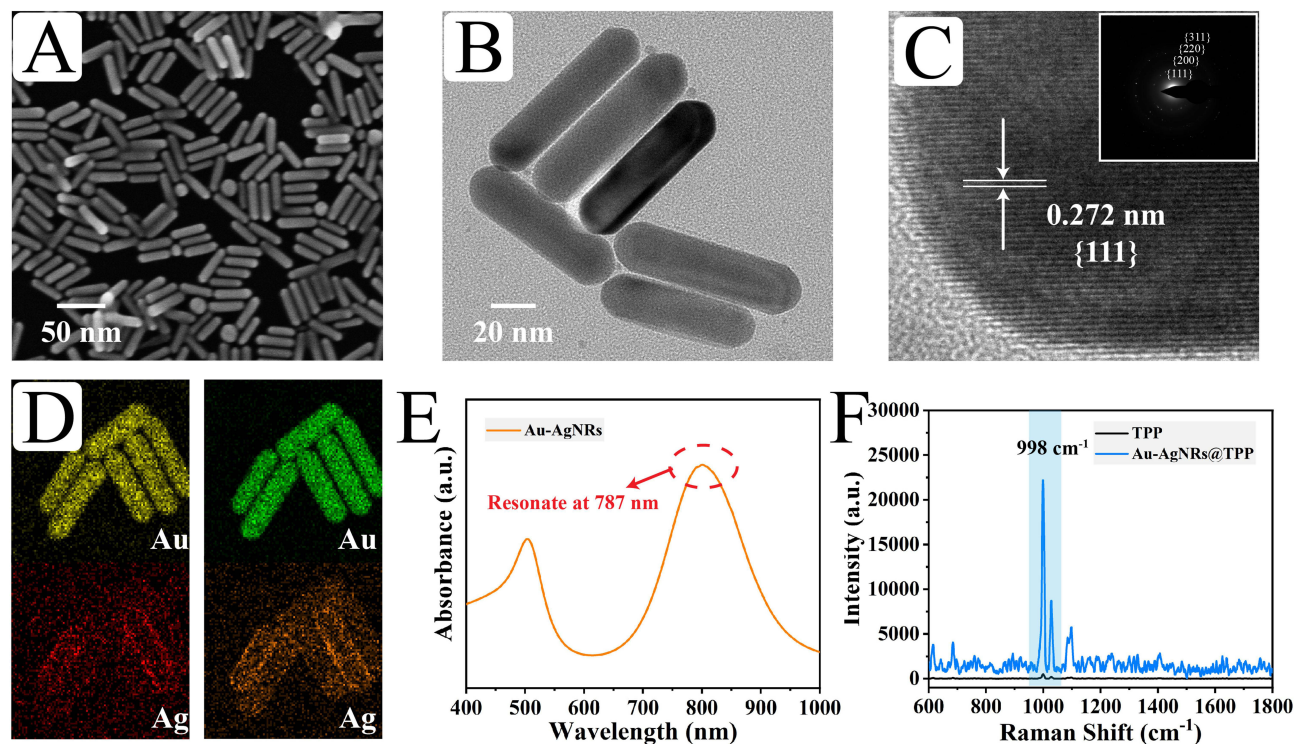 A
50 nm
B
20 nm
C
0.272 nm
{111}
{311}
{220}
{200}
{111}
D
Au
Au
Ag
Ag
E
Au-AgNRs
Resonate at 787 nm
Absorbance (a.u.)
400 500 600 700 800 900 1000
Wavelength (nm)
F
TPP
Au-AgNRs@TPP
998 cm⁻¹
Intensity (a.u.)
30000
25000
20000
15000
10000
5000
0
600 800 1000 1200 1400 1600 1800
Raman Shift (cm⁻¹)